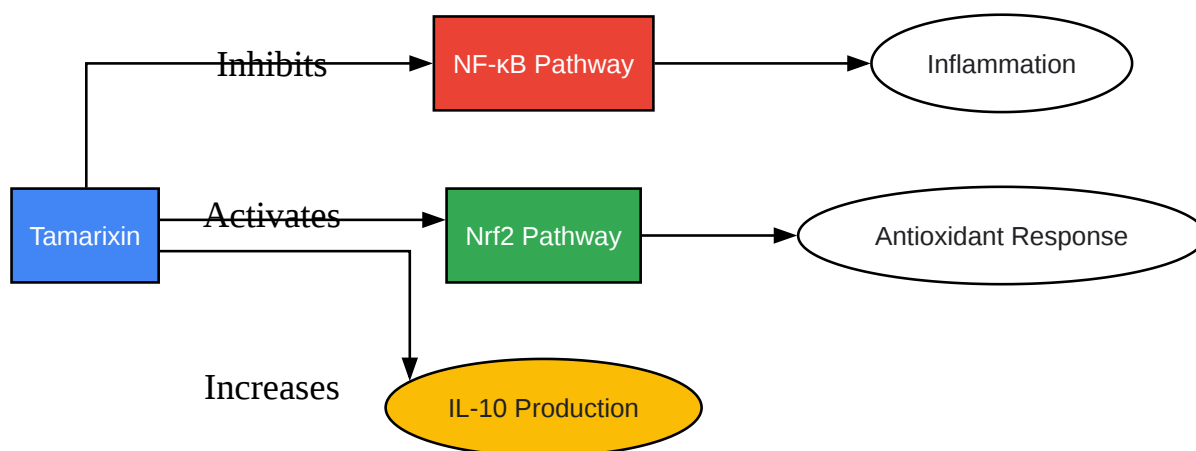 Inhibits
NF-κB Pathway
Inflammation
Tamarixin
Activates
Nrf2 Pathway
Antioxidant Response
Increases
IL-10 Production